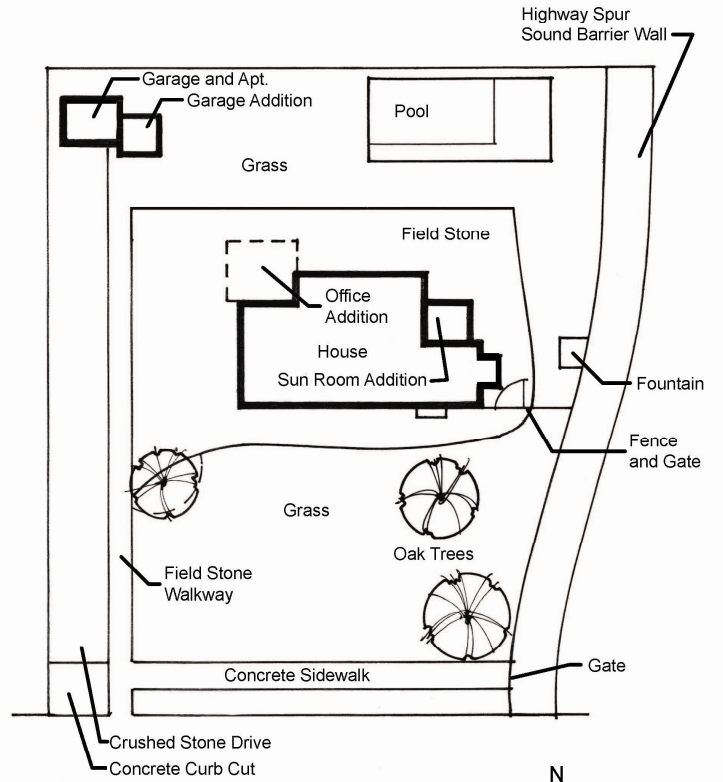 Highway Spur
Sound Barrier Wall
Garage and Apt.
Garage Addition
Pool
Grass
Field Stone
Office
Addition
House
Sun Room Addition
Fountain
Fence
and Gate
Grass
Oak Trees
Field Stone
Walkway
Gate
Concrete Sidewalk
Crushed Stone Drive
Concrete Curb Cut
N